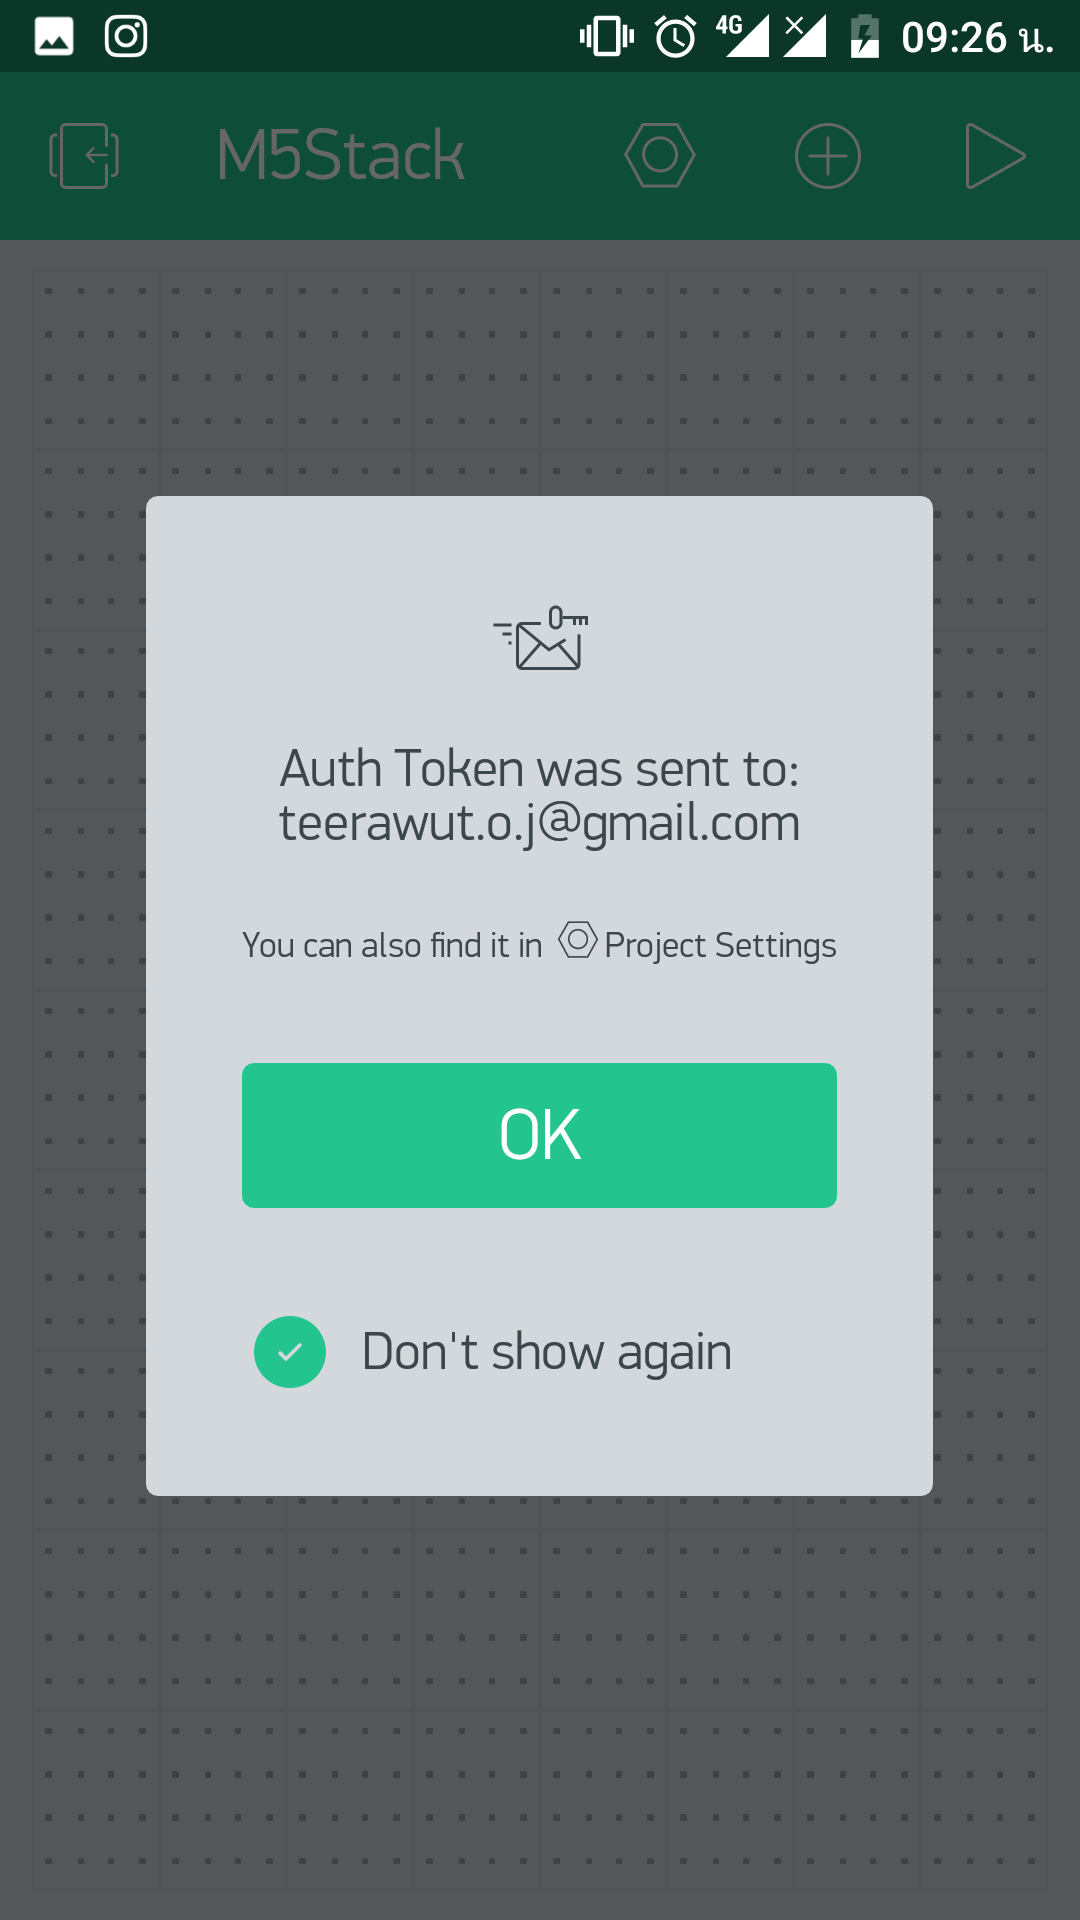 4G 09:26 น.
M5Stack
Auth Token was sent to:
teerawut.o.j@gmail.com
You can also find it in Project Settings
OK
Don't show again